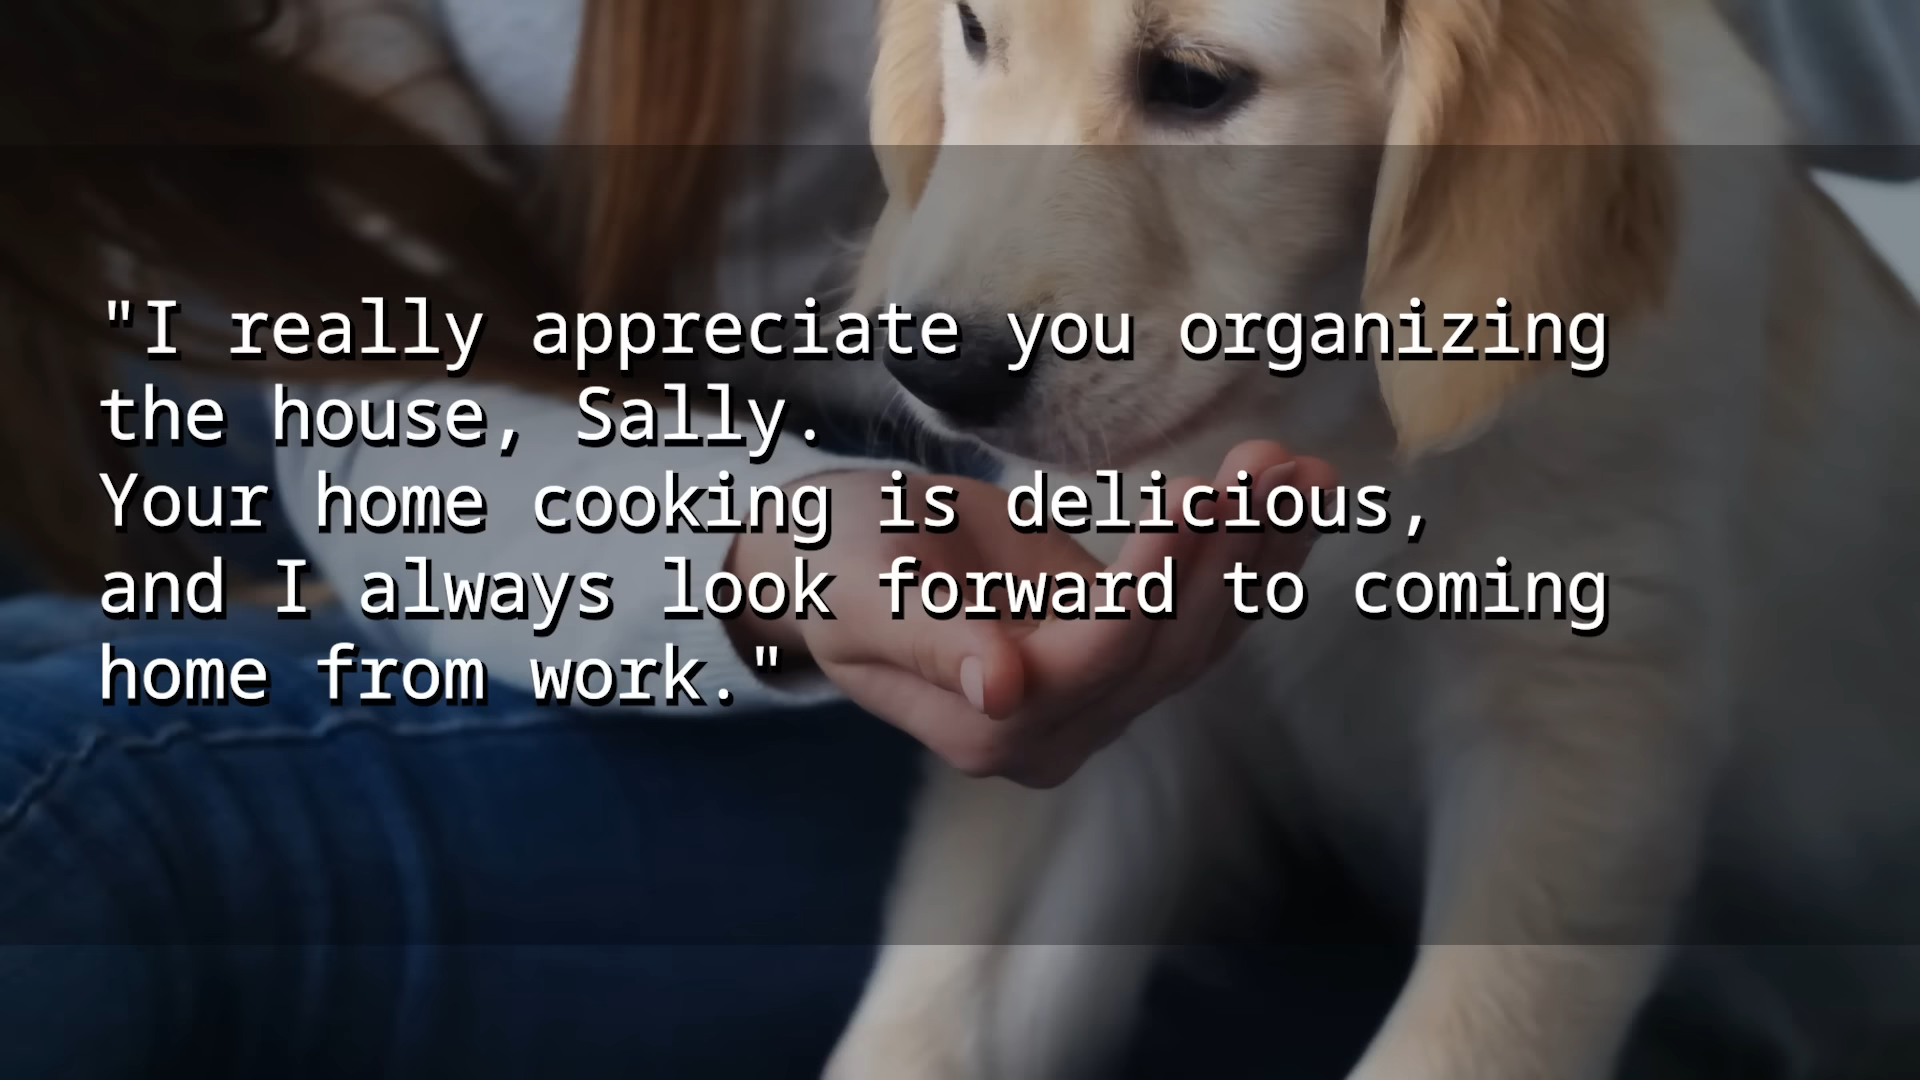 "I really appreciate you organizing
the house, Sally.
Your home cooking is delicious,
and I always look forward to coming
home from work."